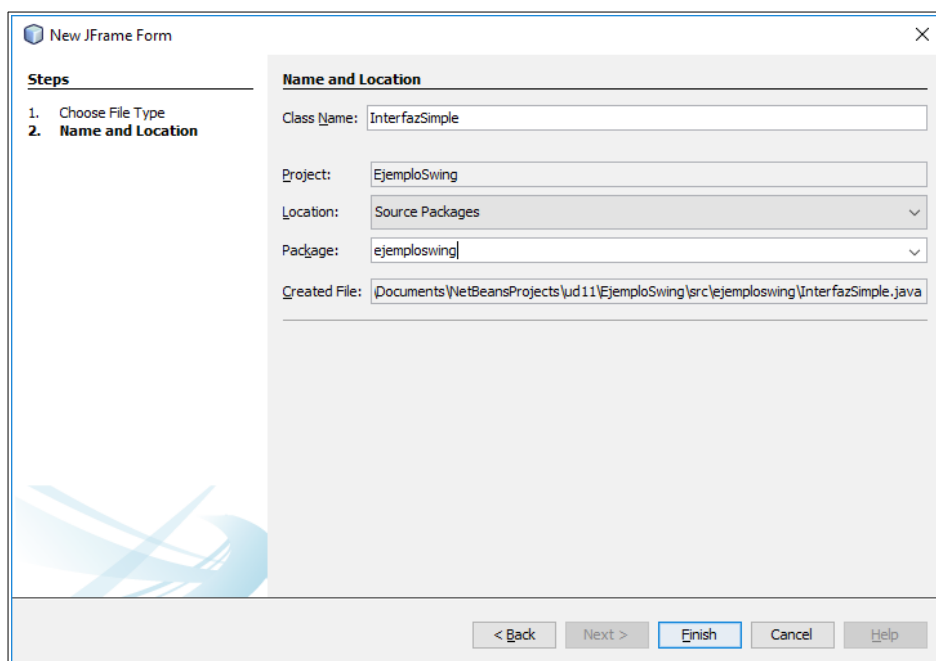 New JFrame Form
Steps
1. Choose File Type
2. Name and Location
Name and Location
Class Name: InterfazSimple
Project: EjemploSwing
Location: Source Packages
Package: ejemploswing
Created File: \Documents\NetBeansProjects\ud11\EjemploSwing\src\ejemploswing\InterfazSimple.java
< Back Next > Finish Cancel Help